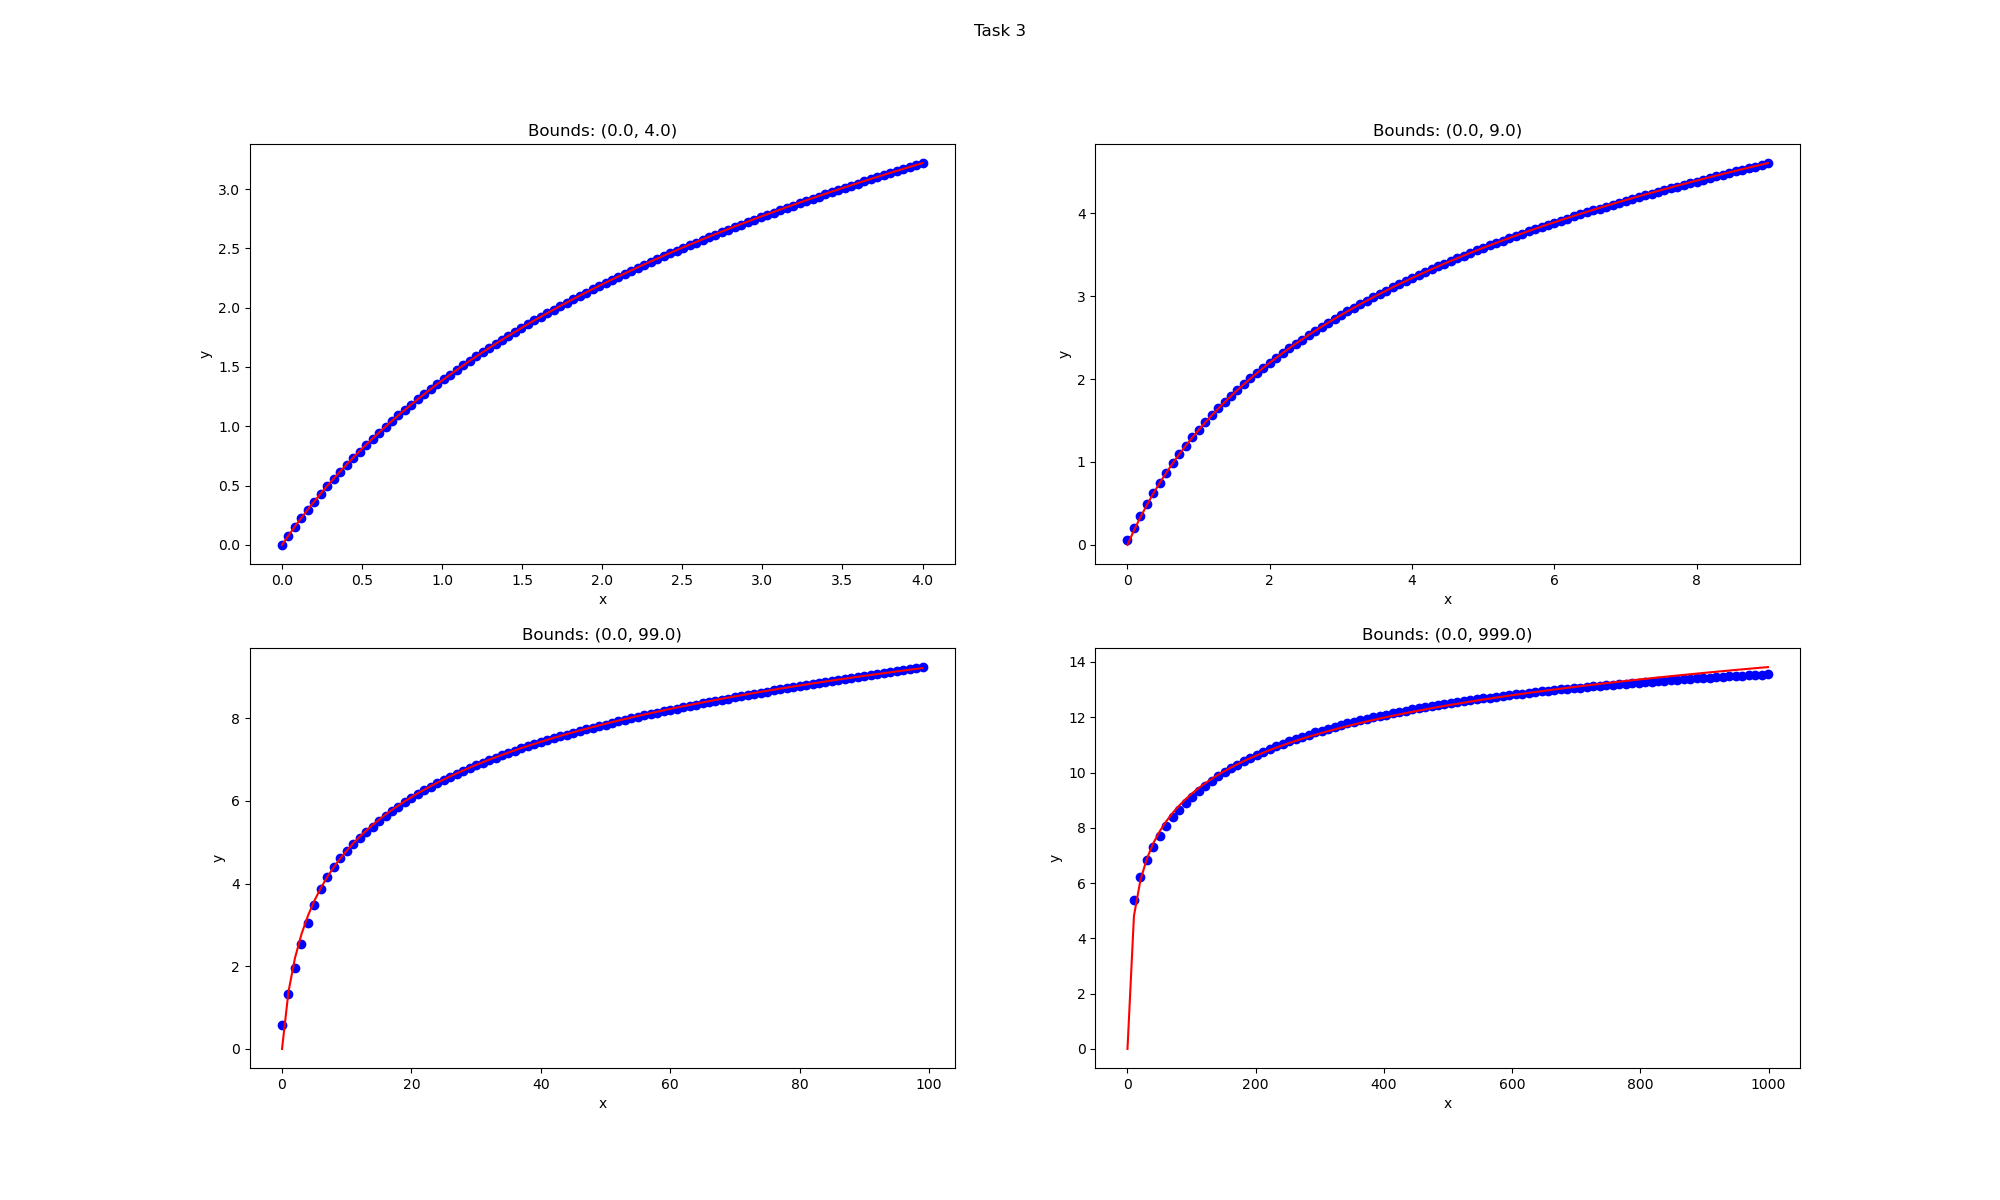 Task 3
Bounds: (0.0, 4.0)
3.0
2.5
2.0
1.5
1.0
0.5
0.0
y
0.0 0.5 1.0 1.5 2.0 2.5 3.0 3.5 4.0
x
Bounds: (0.0, 9.0)
4
3
2
1
0
y
0 2 4 6 8
x
Bounds: (0.0, 99.0)
8
6
4
2
0
y
0 20 40 60 80 100
x
Bounds: (0.0, 999.0)
14
12
10
8
6
4
2
0
y
0 200 400 600 800 1000
x